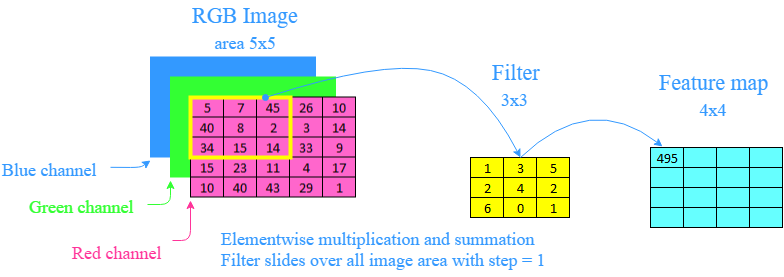 RGB Image
area 5x5
Filter
3x3
Feature map
4x4
5 7 45 26 10
40 8 2 3 14
34 15 14 33 9
15 23 11 4 17
10 40 43 29 1
1 3 5
2 4 2
6 0 1
495
Blue channel
Green channel
Red channel
Elementwise multiplication and summation
Filter slides over all image area with step = 1